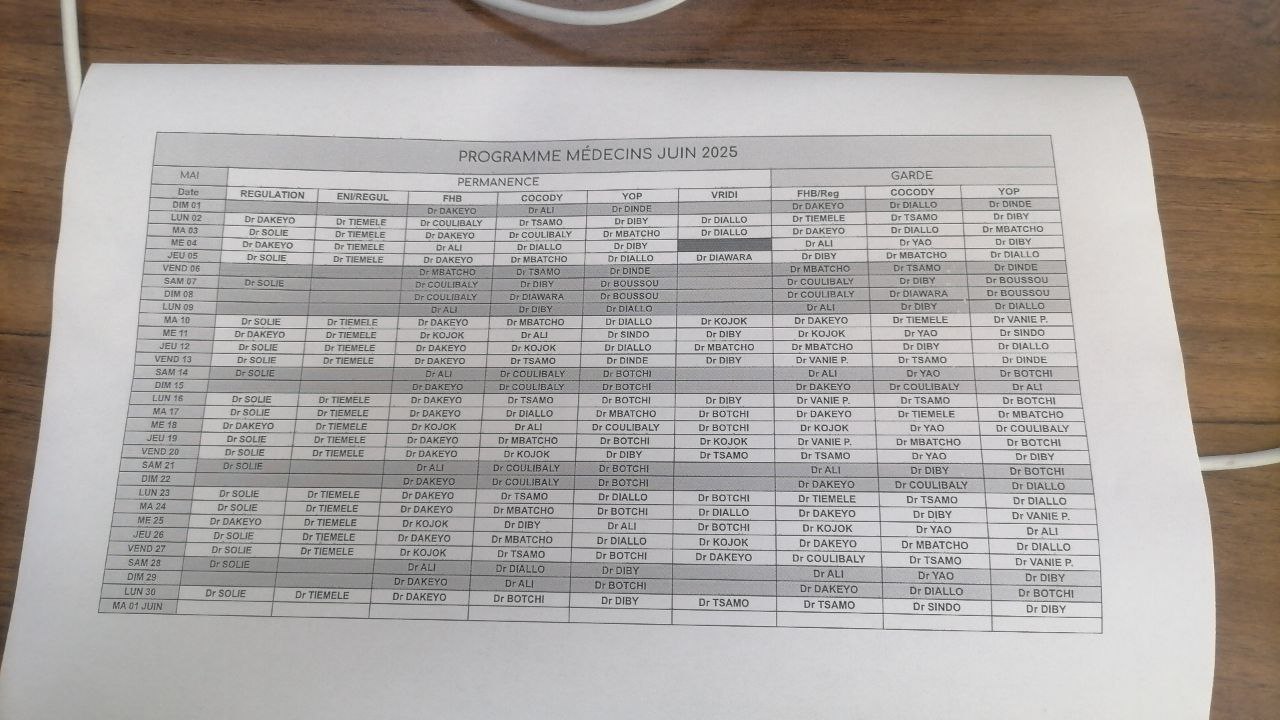 PROGRAMME MÉDECINS JUIN 2025
MAI PERMANENCE GARDE
Date REGULATION ENI/REGUL FHB COCODY YOP VRIDI FHB/Reg COCODY YOP
DIM 01 Dr DAKEYO Dr ALI Dr DINDE Dr DAKEYO Dr DIALLO Dr DINDE
LUN 02 Dr DAKEYO Dr TIEMELE Dr COULIBALY Dr TSAMO Dr DIBY Dr DIALLO Dr TIEMELE Dr TSAMO Dr DIBY
MA 03 Dr SOLIE Dr TIEMELE Dr DAKEYO Dr COULIBALY Dr MBATCHO Dr DIALLO Dr DAKEYO Dr DIALLO Dr MBATCHO
ME 04 Dr DAKEYO Dr TIEMELE Dr ALI Dr DIALLO Dr DIBY Dr ALI Dr YAO Dr DIBY
JEU 05 Dr SOLIE Dr TIEMELE Dr DAKEYO Dr MBATCHO Dr DIALLO Dr DIAWARA Dr DIBY Dr MBATCHO Dr DIALLO
VEND 06 Dr MBATCHO Dr TSAMO Dr DINDE Dr MBATCHO Dr TSAMO Dr DINDE
SAM 07 Dr SOLIE Dr COULIBALY Dr DIBY Dr BOUSSOU Dr COULIBALY Dr DIBY Dr BOUSSOU
DIM 08 Dr COULIBALY Dr DIAWARA Dr BOUSSOU Dr COULIBALY Dr DIAWARA Dr BOUSSOU
LUN 09 Dr ALI Dr DIBY Dr DIALLO Dr ALI Dr DIBY Dr DIALLO
MA 10 Dr SOLIE Dr TIEMELE Dr DAKEYO Dr MBATCHO Dr DIALLO Dr KOJOK Dr DAKEYO Dr TIEMELE Dr VANIE P.
ME 11 Dr DAKEYO Dr TIEMELE Dr KOJOK Dr ALI Dr SINDO Dr DIBY Dr KOJOK Dr YAO Dr SINDO
JEU 12 Dr SOLIE Dr TIEMELE Dr DAKEYO Dr KOJOK Dr DIALLO Dr MBATCHO Dr MBATCHO Dr DIBY Dr DIALLO
VEND 13 Dr SOLIE Dr TIEMELE Dr DAKEYO Dr TSAMO Dr DINDE Dr DIBY Dr VANIE P. Dr TSAMO Dr DINDE
SAM 14 Dr SOLIE Dr ALI Dr COULIBALY Dr BOTCHI Dr ALI Dr YAO Dr BOTCHI
DIM 15 Dr DAKEYO Dr COULIBALY Dr BOTCHI Dr DAKEYO Dr COULIBALY Dr ALI
LUN 16 Dr SOLIE Dr TIEMELE Dr DAKEYO Dr TSAMO Dr BOTCHI Dr DIBY Dr VANIE P. Dr TSAMO Dr BOTCHI
MA 17 Dr SOLIE Dr TIEMELE Dr DAKEYO Dr DIALLO Dr MBATCHO Dr BOTCHI Dr DAKEYO Dr TIEMELE Dr MBATCHO
ME 18 Dr DAKEYO Dr TIEMELE Dr KOJOK Dr ALI Dr COULIBALY Dr BOTCHI Dr KOJOK Dr YAO Dr COULIBALY
JEU 19 Dr SOLIE Dr TIEMELE Dr DAKEYO Dr MBATCHO Dr BOTCHI Dr KOJOK Dr VANIE P. Dr MBATCHO Dr BOTCHI
VEND 20 Dr SOLIE Dr TIEMELE Dr DAKEYO Dr KOJOK Dr DIBY Dr TSAMO Dr TSAMO Dr YAO Dr DIBY
SAM 21 Dr SOLIE Dr ALI Dr COULIBALY Dr BOTCHI Dr ALI Dr DIBY Dr BOTCHI
DIM 22 Dr DAKEYO Dr COULIBALY Dr BOTCHI Dr DAKEYO Dr COULIBALY Dr DIALLO
LUN 23 Dr SOLIE Dr TIEMELE Dr DAKEYO Dr TSAMO Dr DIALLO Dr BOTCHI Dr TIEMELE Dr TSAMO Dr DIALLO
MA 24 Dr SOLIE Dr TIEMELE Dr DAKEYO Dr MBATCHO Dr BOTCHI Dr DIALLO Dr DAKEYO Dr DIBY Dr VANIE P.
ME 25 Dr DAKEYO Dr TIEMELE Dr KOJOK Dr DIBY Dr ALI Dr BOTCHI Dr KOJOK Dr YAO Dr ALI
JEU 26 Dr SOLIE Dr TIEMELE Dr DAKEYO Dr MBATCHO Dr DIALLO Dr KOJOK Dr DAKEYO Dr MBATCHO Dr DIALLO
VEND 27 Dr SOLIE Dr TIEMELE Dr KOJOK Dr TSAMO Dr BOTCHI Dr DAKEYO Dr COULIBALY Dr TSAMO Dr VANIE P.
SAM 28 Dr SOLIE Dr ALI Dr DIALLO Dr DIBY Dr ALI Dr YAO Dr DIBY
DIM 29 Dr DAKEYO Dr ALI Dr BOTCHI Dr DAKEYO Dr DIALLO Dr BOTCHI
LUN 30 Dr SOLIE Dr TIEMELE Dr DAKEYO Dr BOTCHI Dr DIBY Dr TSAMO Dr TSAMO Dr SINDO Dr DIBY
MA 01 JUIN